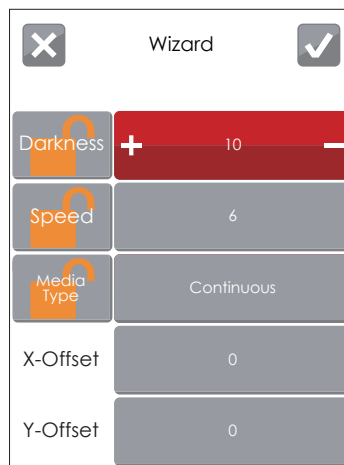 Wizard
Darkness
+ 10 −
Speed
6
Media
Type
Continuous
X-Offset
0
Y-Offset
0